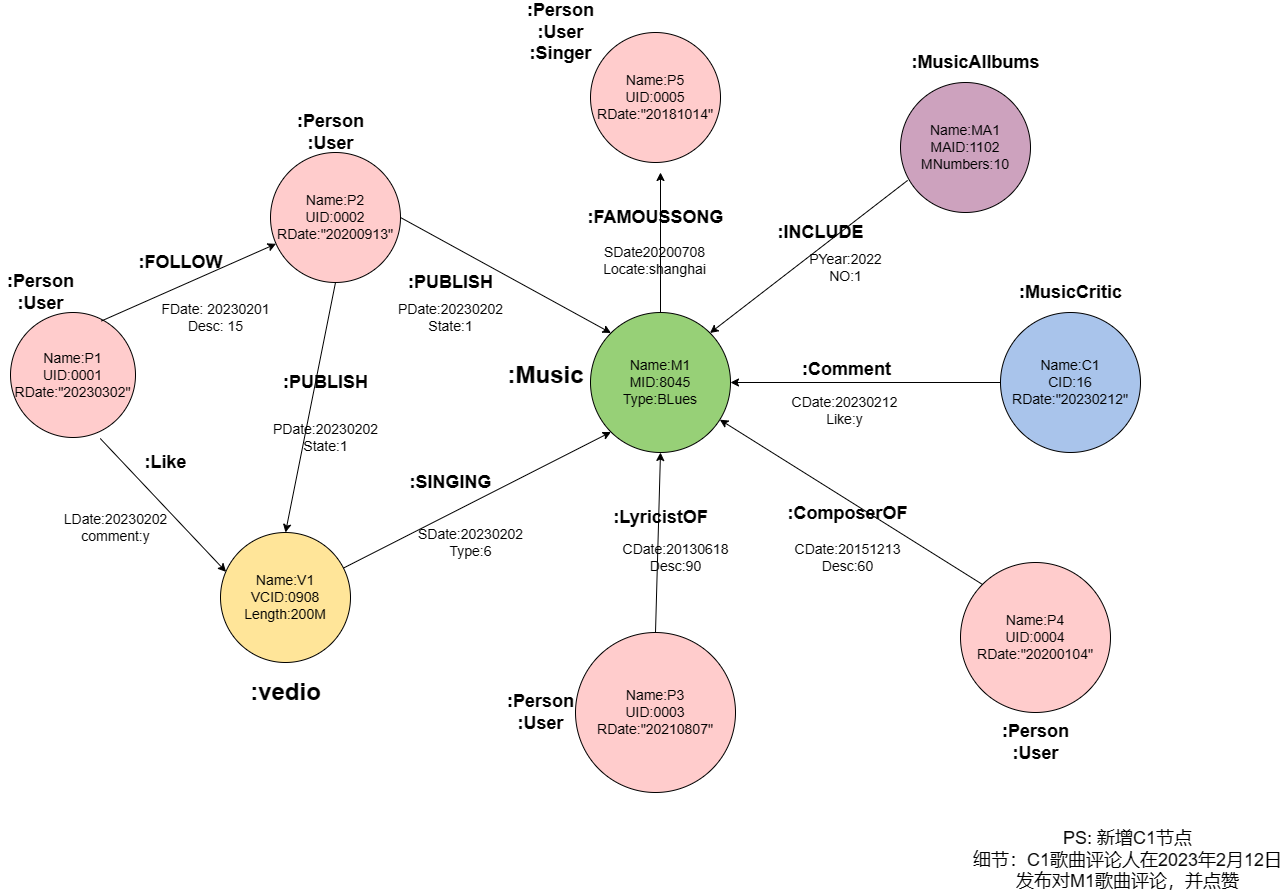 :Person
:User
:Singer
Name:P5
UID:0005
RDate:"20181014"
:MusicAllbums
Name:MA1
MAID:1102
MNumbers:10
:Person
:User
Name:P2
UID:0002
RDate:"20200913"
:FAMOUSSONG
SDate20200708
Locate:shanghai
:INCLUDE
PYear:2022
NO:1
:FOLLOW
FDate: 20230201
Desc: 15
:PUBLISH
PDate:20230202
State:1
:Person
:User
Name:P1
UID:0001
RDate:"20230302"
:MusicCritic
Name:C1
CID:16
RDate:"20230212"
:Music
Name:M1
MID:8045
Type:BLues
:Comment
CDate:20230212
Like:y
:PUBLISH
PDate:20230202
State:1
:Like
LDate:20230202
comment:y
:SINGING
SDate:20230202
Type:6
:LyricistOF
CDate:20130618
Desc:90
:ComposerOF
CDate:20151213
Desc:60
Name:V1
VCID:0908
Length:200M
:vedio
Name:P4
UID:0004
RDate:"20200104"
:Person
:User
:Person
:User
Name:P3
UID:0003
RDate:"20210807"
PS: 新增C1节点
细节：C1歌曲评论人在2023年2月12日
发布对M1歌曲评论，并点赞